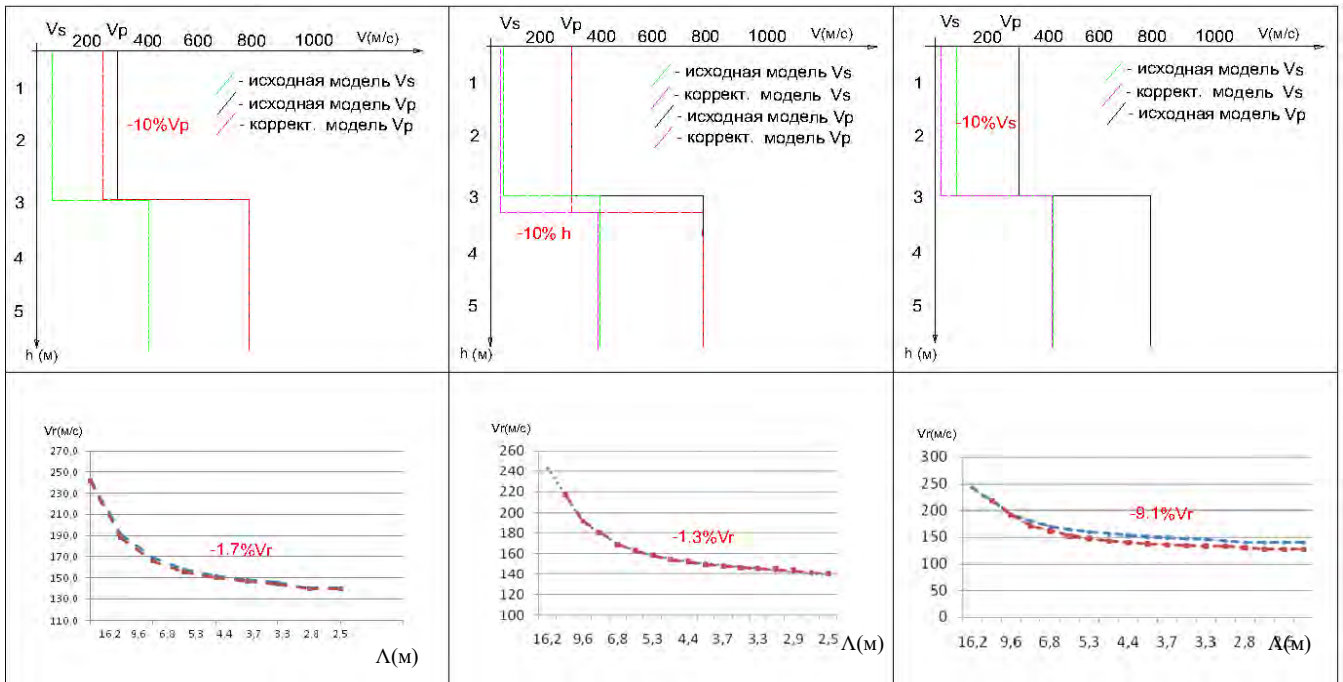 Vs Vp
200 400 600 800 1000 V(м/с)
1
2
3
4
5
h (м)
- исходная модель Vs
- исходная модель Vp
- коррект. модель Vp
-10%Vp
Vs Vp
200 400 600 800 1000 V(м/с)
1
2
3
4
5
h (м)
- исходная модель Vs
- коррект. модель Vs
- исходная модель Vp
- коррект. модель Vp
-10% h
Vs Vp
200 400 600 800 1000 V(м/с)
1
2
3
4
5
h (м)
- исходная модель Vs
- коррект. модель Vs
- исходная модель Vp
-10%Vs
Vr(м/с)
270,0
250,0
230,0
210,0
190,0
170,0
150,0
130,0
110,0
-1.7%Vr
16,2 9,6 6,8 5,3 4,4 3,7 3,3 2,8 2,5
Λ(м)
Vr(м/с)
260
240
220
200
180
160
140
120
100
-1.3%Vr
16,2 9,6 6,8 5,3 4,4 3,7 3,3 2,9 2,5
Λ(м)
Vr(м/с)
300
250
200
150
100
50
0
-9.1%Vr
16,2 9,6 6,8 5,3 4,4 3,7 3,3 2,8
Λ(м)